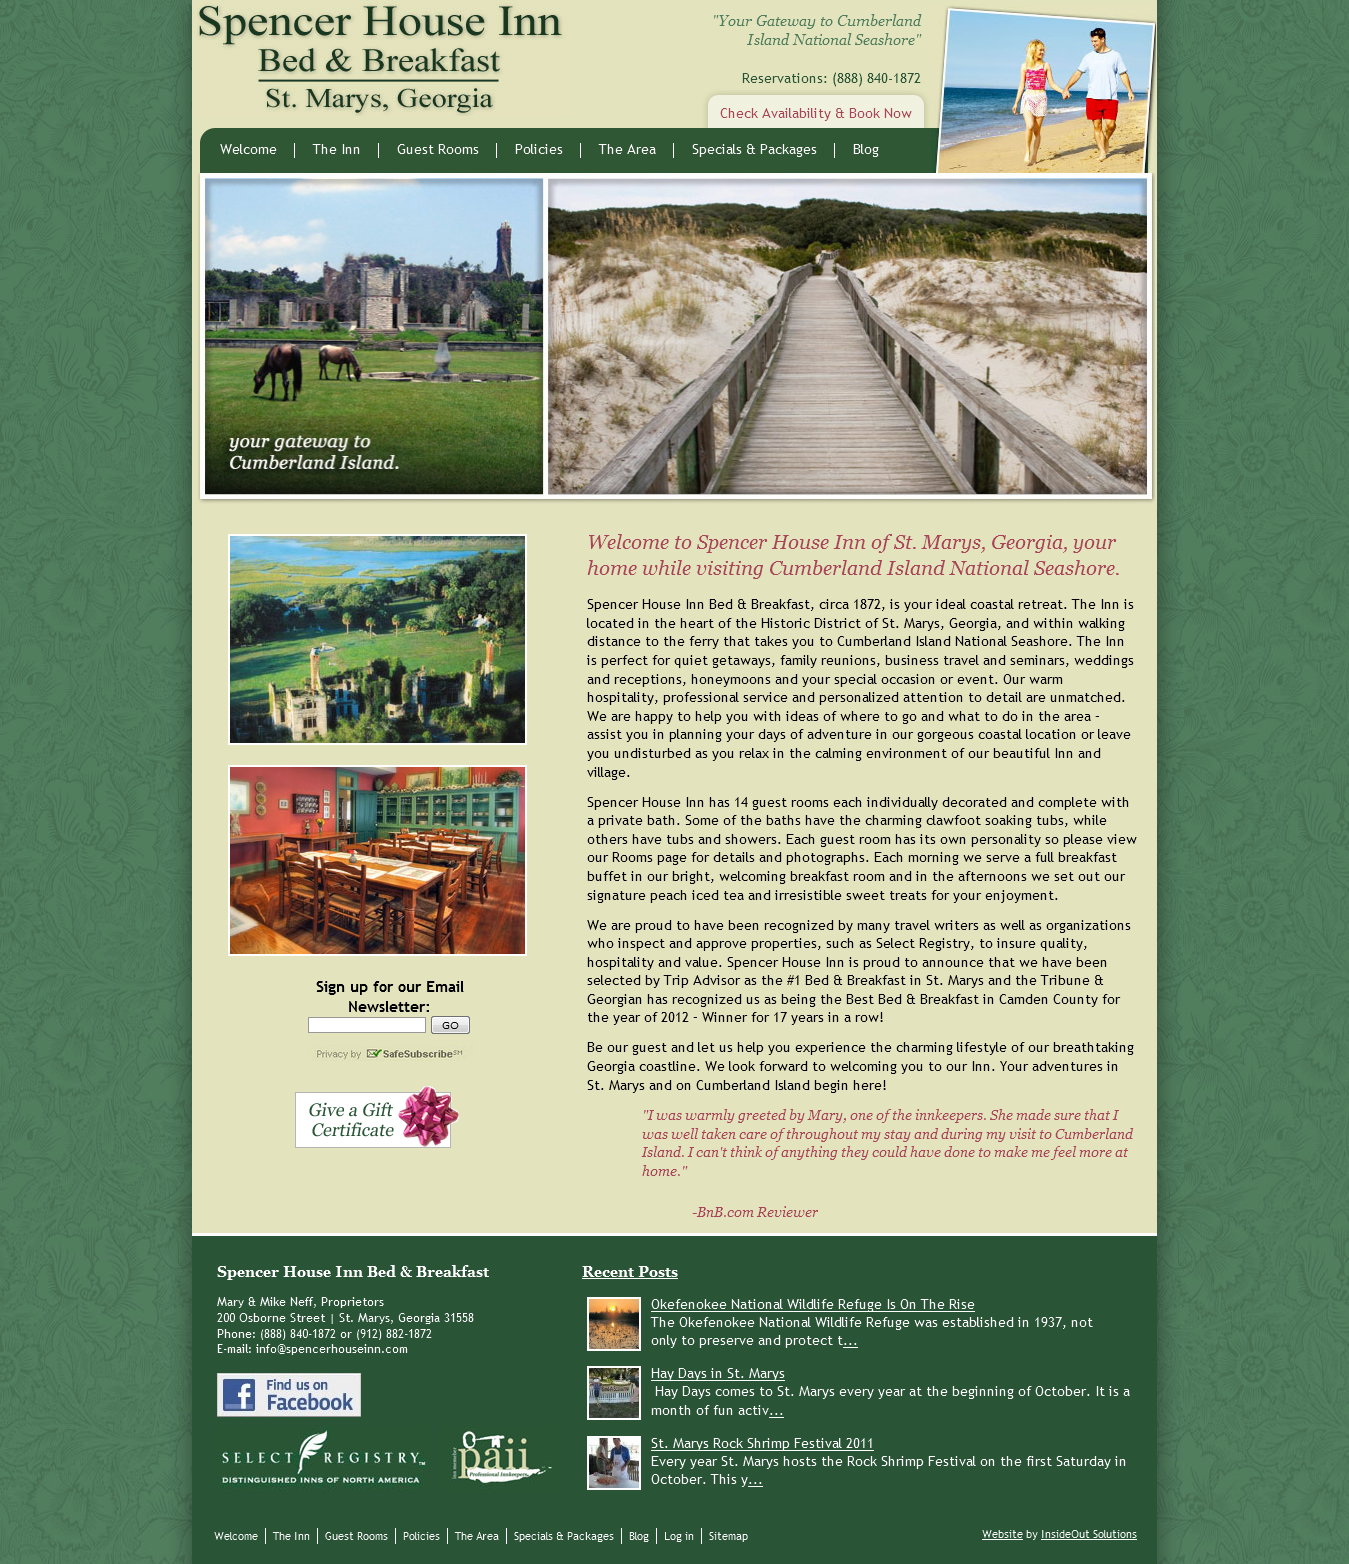 Spencer House Inn
Bed & Breakfast
St. Marys, Georgia
"Your Gateway to Cumberland
Island National Seashore"
Reservations: (888) 840-1872
Check Availability & Book Now
Welcome
The Inn
Guest Rooms
Policies
The Area
Specials & Packages
Blog
your gateway to
Cumberland Island.
Sign up for our Email
Newsletter:
GO
Privacy by SafeSubscribe℠
Give a Gift
Certificate
Welcome to Spencer House Inn of St. Marys, Georgia, your
home while visiting Cumberland Island National Seashore.
Spencer House Inn Bed & Breakfast, circa 1872, is your ideal coastal retreat. The Inn is
located in the heart of the Historic District of St. Marys, Georgia, and within walking
distance to the ferry that takes you to Cumberland Island National Seashore. The Inn
is perfect for quiet getaways, family reunions, business travel and seminars, weddings
and receptions, honeymoons and your special occasion or event. Our warm
hospitality, professional service and personalized attention to detail are unmatched.
We are happy to help you with ideas of where to go and what to do in the area –
assist you in planning your days of adventure in our gorgeous coastal location or leave
you undisturbed as you relax in the calming environment of our beautiful Inn and
village.
Spencer House Inn has 14 guest rooms each individually decorated and complete with
a private bath. Some of the baths have the charming clawfoot soaking tubs, while
others have tubs and showers. Each guest room has its own personality so please view
our Rooms page for details and photographs. Each morning we serve a full breakfast
buffet in our bright, welcoming breakfast room and in the afternoons we set out our
signature peach iced tea and irresistible sweet treats for your enjoyment.
We are proud to have been recognized by many travel writers as well as organizations
who inspect and approve properties, such as Select Registry, to insure quality,
hospitality and value. Spencer House Inn is proud to announce that we have been
selected by Trip Advisor as the #1 Bed & Breakfast in St. Marys and the Tribune &
Georgian has recognized us as being the Best Bed & Breakfast in Camden County for
the year of 2012 – Winner for 17 years in a row!
Be our guest and let us help you experience the charming lifestyle of our breathtaking
Georgia coastline. We look forward to welcoming you to our Inn. Your adventures in
St. Marys and on Cumberland Island begin here!
"I was warmly greeted by Mary, one of the innkeepers. She made sure that I
was well taken care of throughout my stay and during my visit to Cumberland
Island. I can't think of anything they could have done to make me feel more at
home."
-BnB.com Reviewer
Spencer House Inn Bed & Breakfast
Mary & Mike Neff, Proprietors
200 Osborne Street | St. Marys, Georgia 31558
Phone: (888) 840-1872 or (912) 882-1872
E-mail: info@spencerhouseinn.com
Find us on
Facebook
SELECT REGISTRY™
DISTINGUISHED INNS OF NORTH AMERICA
paii
Professional Innkeepers
Recent Posts
Okefenokee National Wildlife Refuge Is On The Rise
The Okefenokee National Wildlife Refuge was established in 1937, not
only to preserve and protect t...
Hay Days in St. Marys
Hay Days comes to St. Marys every year at the beginning of October. It is a
month of fun activ...
St. Marys Rock Shrimp Festival 2011
Every year St. Marys hosts the Rock Shrimp Festival on the first Saturday in
October. This y...
Welcome
The Inn
Guest Rooms
Policies
The Area
Specials & Packages
Blog
Log in
Sitemap
Website by InsideOut Solutions